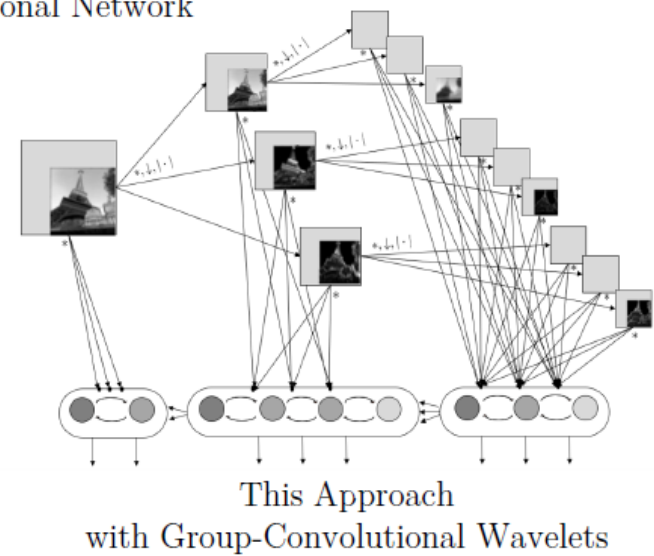 onal Network
*,↓,|·|
*,↓,|·|
*,↓,|·|
*,↓,|·|
This Approach
with Group-Convolutional Wavelets